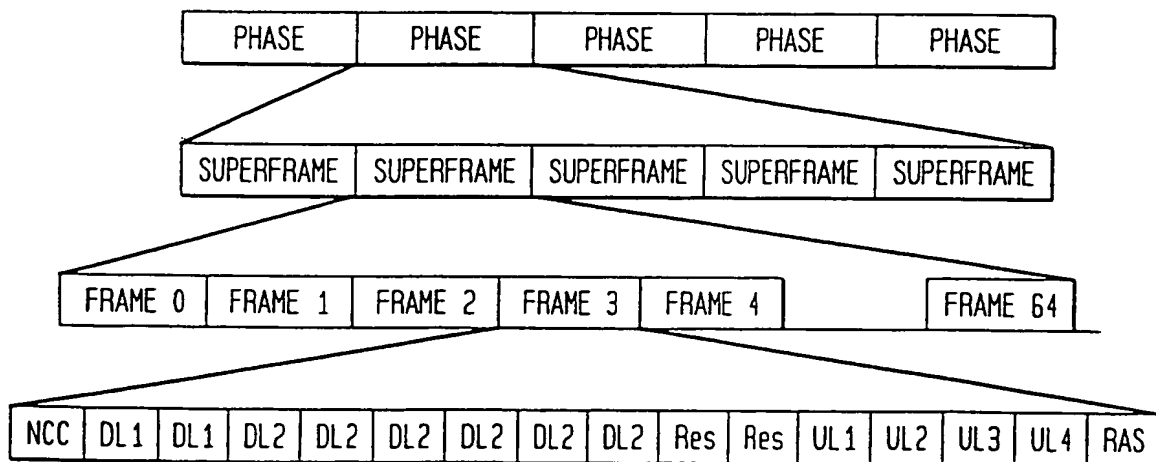 PHASE PHASE PHASE PHASE PHASE
SUPERFRAME SUPERFRAME SUPERFRAME SUPERFRAME SUPERFRAME
FRAME 0 FRAME 1 FRAME 2 FRAME 3 FRAME 4 FRAME 64
NCC DL1 DL1 DL2 DL2 DL2 DL2 DL2 DL2 Res Res UL1 UL2 UL3 UL4 RAS